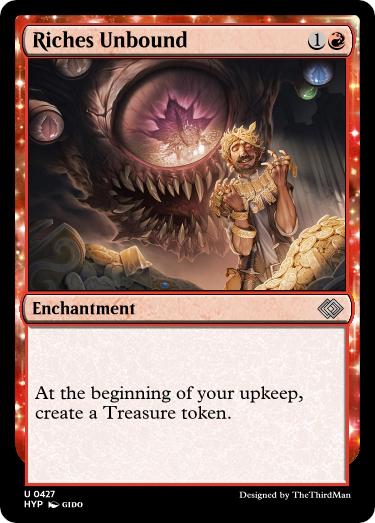 Riches Unbound 1
Enchantment
At the beginning of your upkeep,
create a Treasure token.
U 0427
HYP GIDO
Designed by TheThirdMan